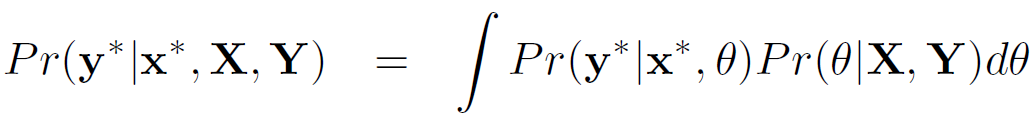 Pr(y*|x*, X, Y) = ∫ Pr(y*|x*, θ)Pr(θ|X, Y)dθ